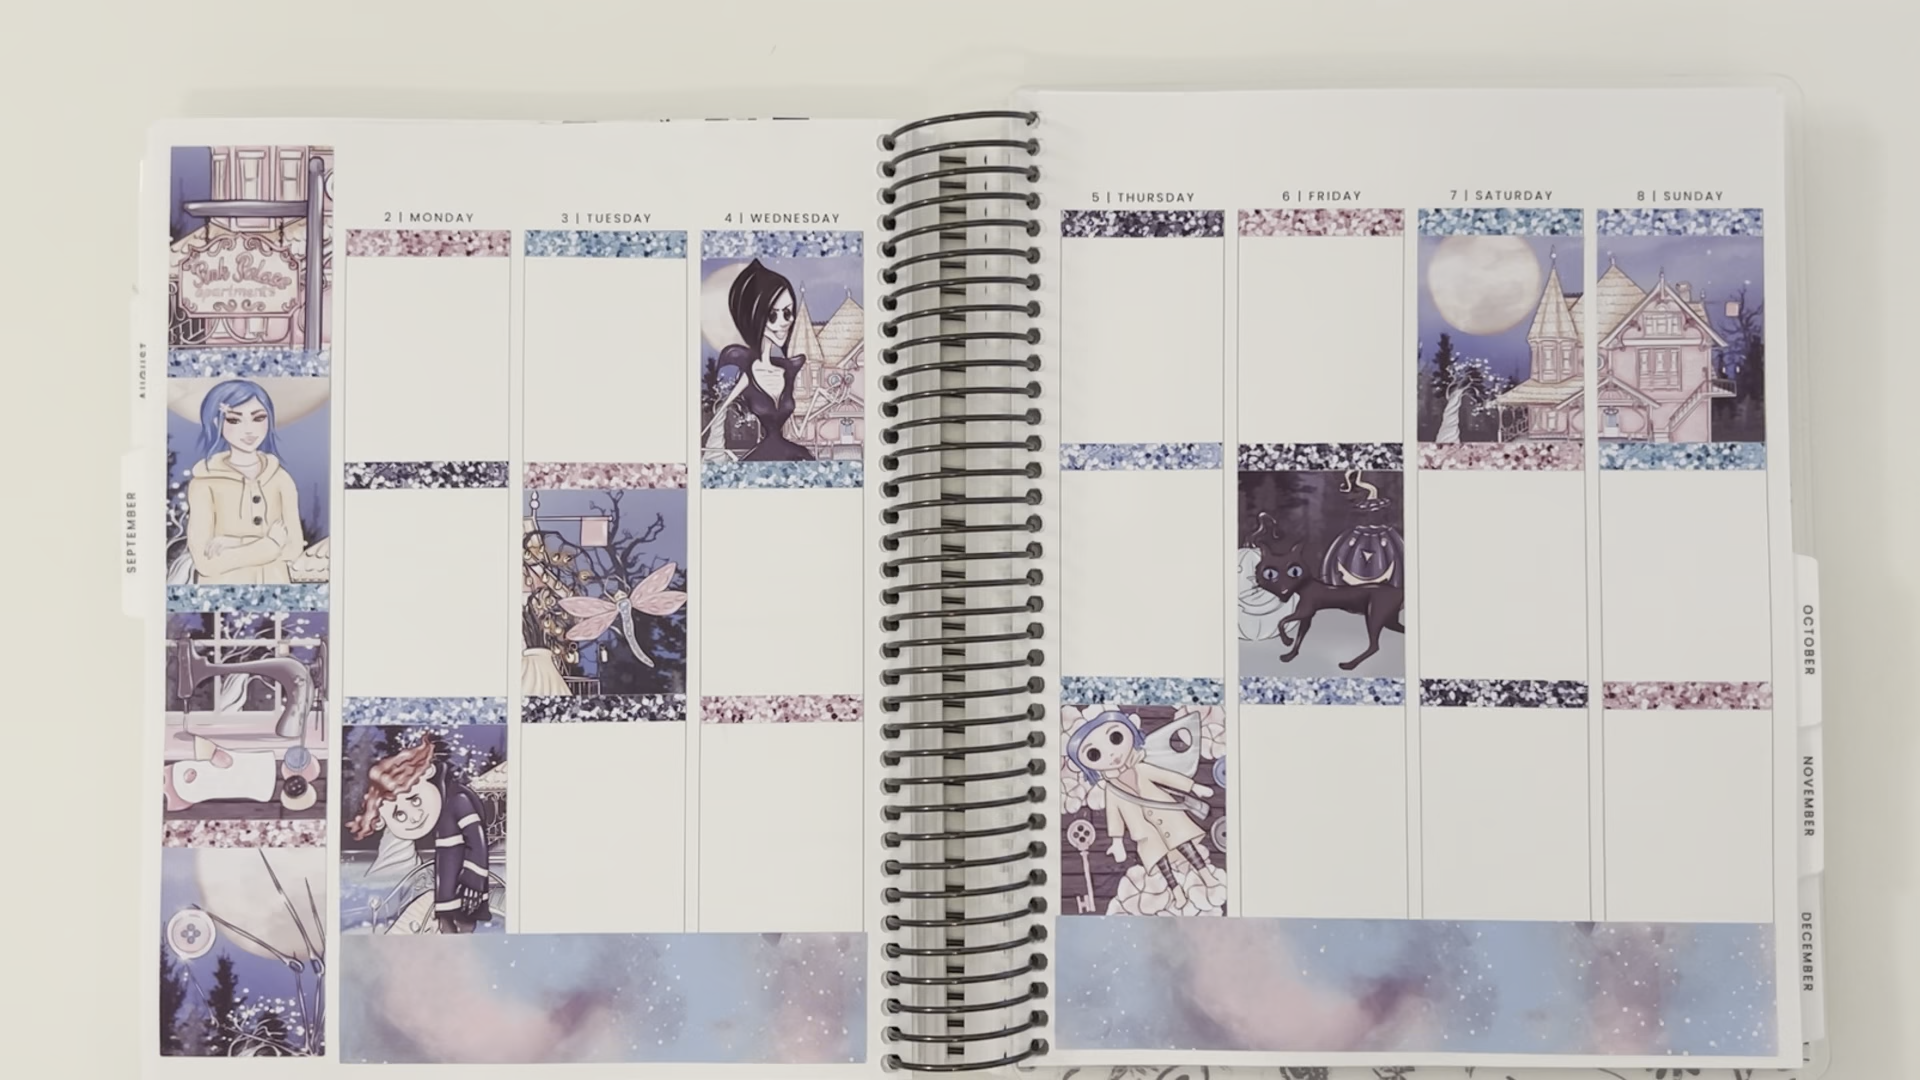 Pink Palace
apartments
2 | MONDAY
3 | TUESDAY
4 | WEDNESDAY
5 | THURSDAY
6 | FRIDAY
7 | SATURDAY
8 | SUNDAY
AUGUST
SEPTEMBER
OCTOBER
NOVEMBER
DECEMBER